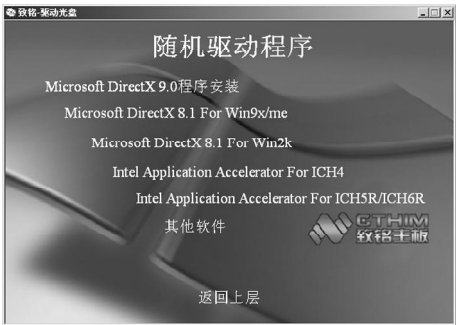 致铭-驱动光盘
随机驱动程序
Microsoft DirectX 9.0程序安装
Microsoft DirectX 8.1 For Win9x/me
Microsoft DirectX 8.1 For Win2k
Intel Application Accelerator For ICH4
Intel Application Accelerator For ICH5R/ICH6R
其他软件
CTHIM
致铭主板
返回上层